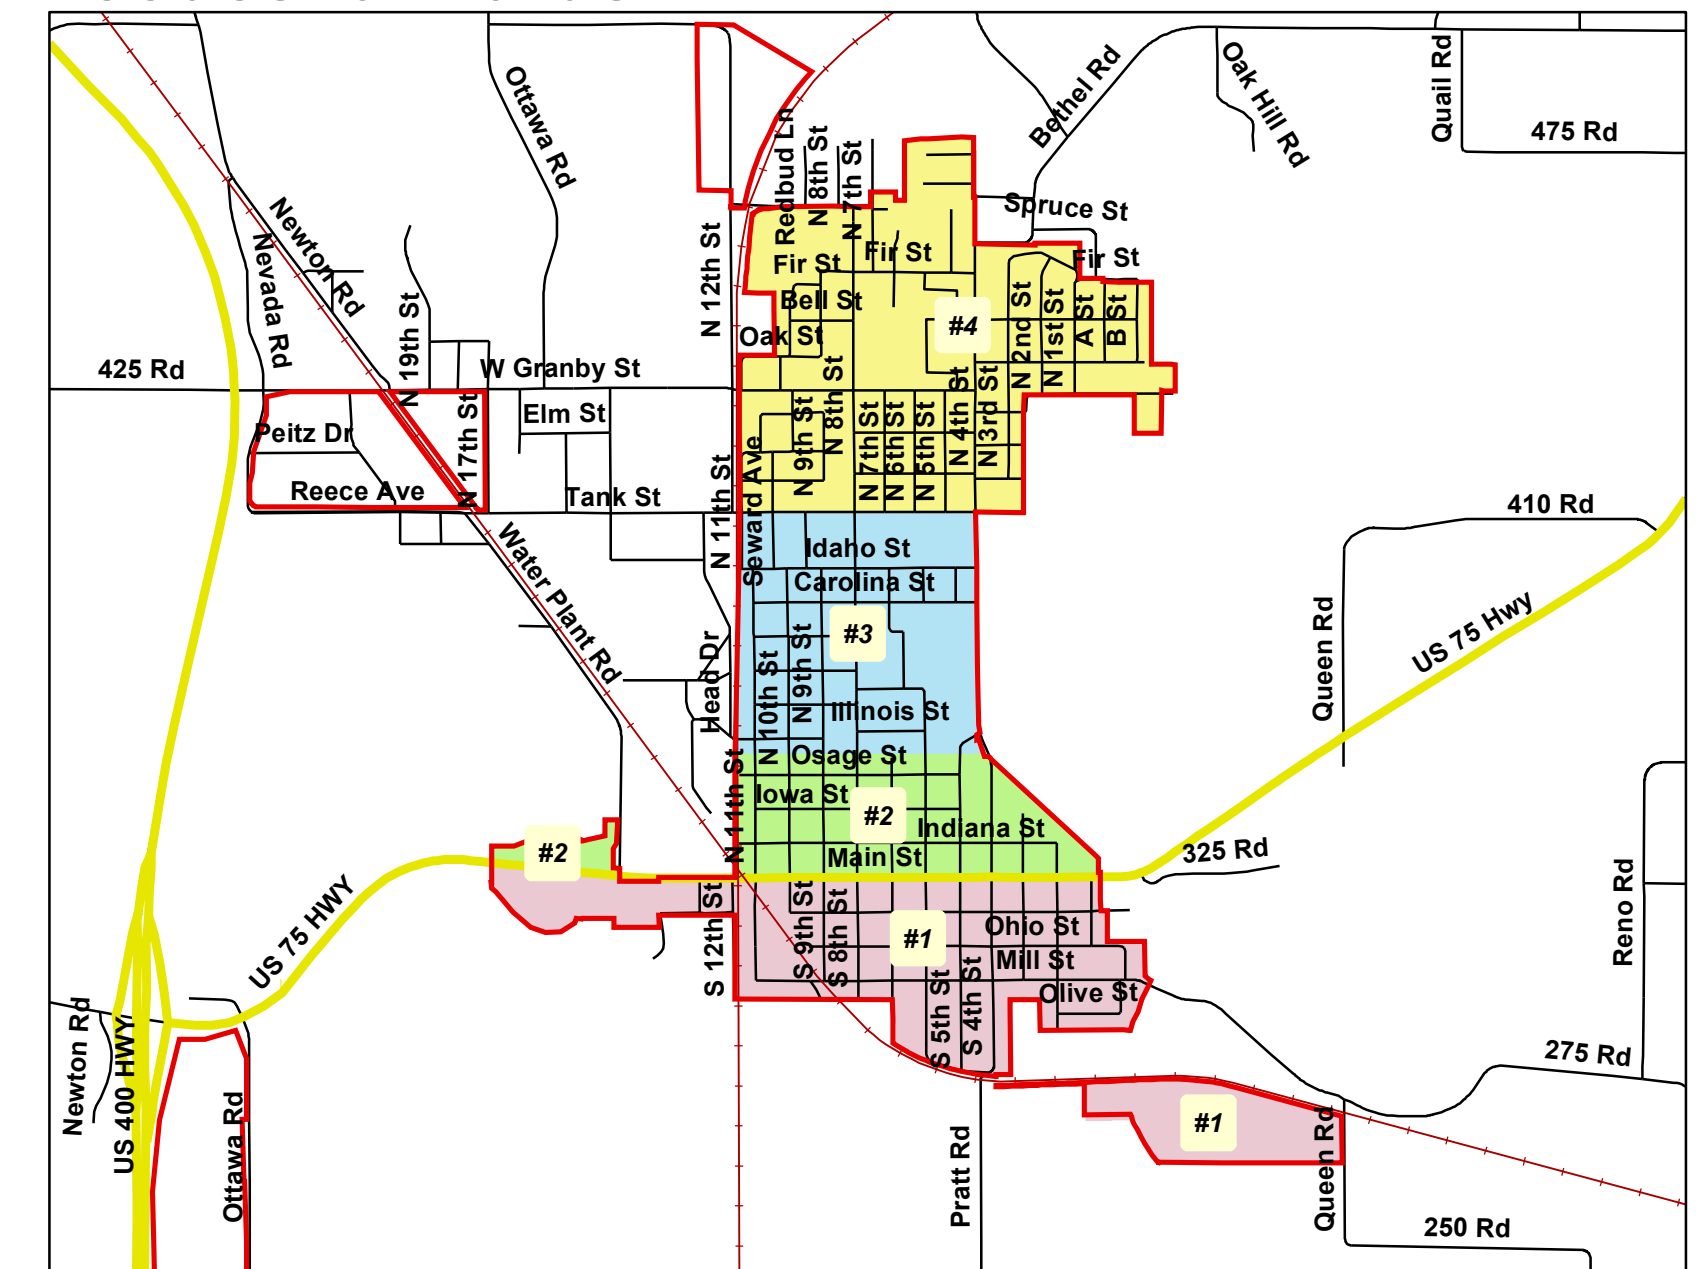 Bethel Rd
Oak Hill Rd
Quail Rd
475 Rd
Ottawa Rd
Redbud Ln
N 8th St
N 7th St
Spruce St
Newton Rd
Nevada Rd
N 12th St
Fir St
Fir St
Fir St
Bell St
Oak St
#4
N 2nd St
N 1st St
A St
B St
N 19th St
425 Rd
W Granby St
N 8th St
N 4th St
N 3rd St
Peitz Dr
Elm St
N 17th St
N 9th St
N 7th St
N 6th St
N 5th St
Reece Ave
Tank St
N 11th St
Seward Ave
410 Rd
Idaho St
Carolina St
Water Plant Rd
#3
Head Dr
N 10th St
N 9th St
Queen Rd
US 75 Hwy
Illinois St
Osage St
N 11th St
Iowa St
#2
Indiana St
Main St
#2
325 Rd
US 75 HWY
S 12th St
S 9th St
S 8th St
#1
Ohio St
Mill St
Olive St
Reno Rd
S 5th St
S 4th St
Newton Rd
US 400 HWY
Ottawa Rd
275 Rd
#1
Pratt Rd
Queen Rd
250 Rd